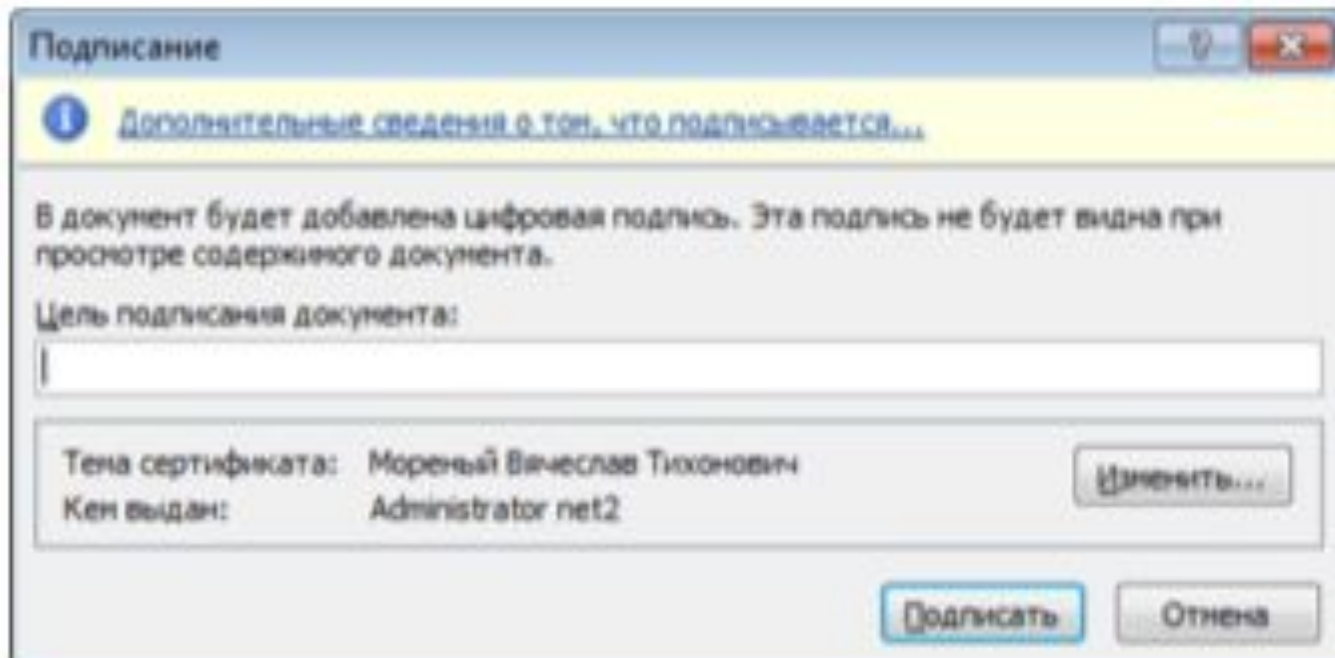 Подписание
Дополнительные сведения о том, что подписывается...
В документ будет добавлена цифровая подпись. Эта подпись не будет видна при
просмотре содержимого документа.
Цель подписания документа:
Тема сертификата: Мореный Вячеслав Тихонович
Изменить...
Кем выдан: Administrator net2
Подписать Отмена